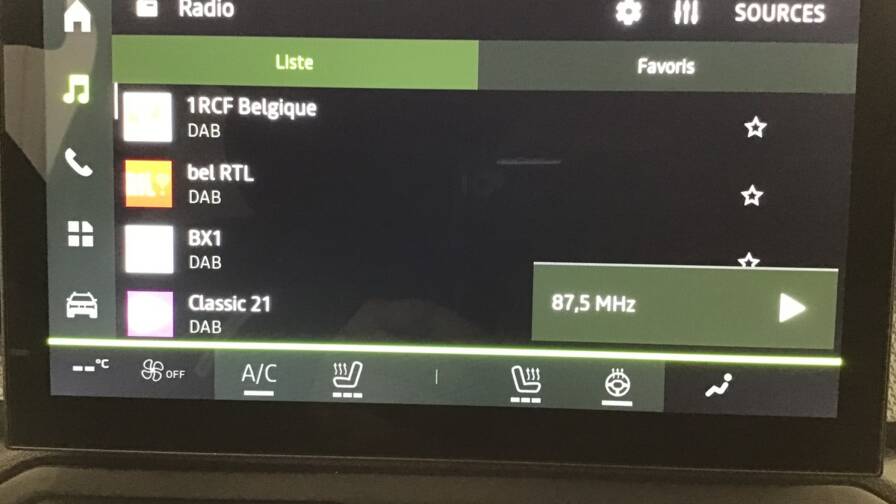 Radio
SOURCES
Liste
Favoris
1RCF Belgique
DAB
bel RTL
DAB
BX1
DAB
Classic 21
DAB
87,5 MHz
--°C
OFF
A/C